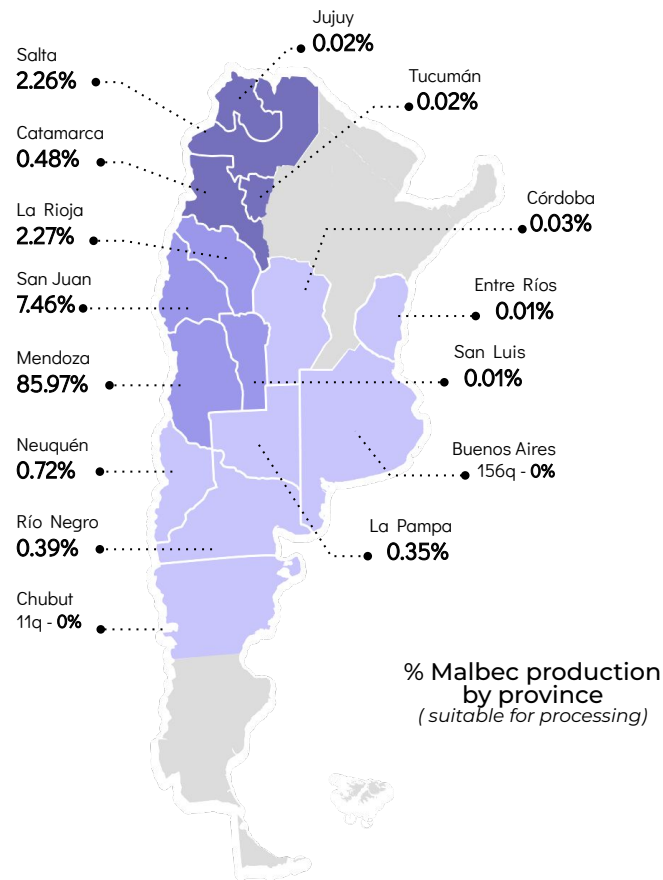 Jujuy
0.02%
Salta
2.26%
Tucumán
0.02%
Catamarca
0.48%
Córdoba
0.03%
La Rioja
2.27%
San Juan
7.46%
Entre Ríos
0.01%
San Luis
0.01%
Mendoza
85.97%
Neuquén
0.72%
Buenos Aires
156q - 0%
Río Negro
0.39%
La Pampa
0.35%
Chubut
11q - 0%
% Malbec production
by province
( suitable for processing)